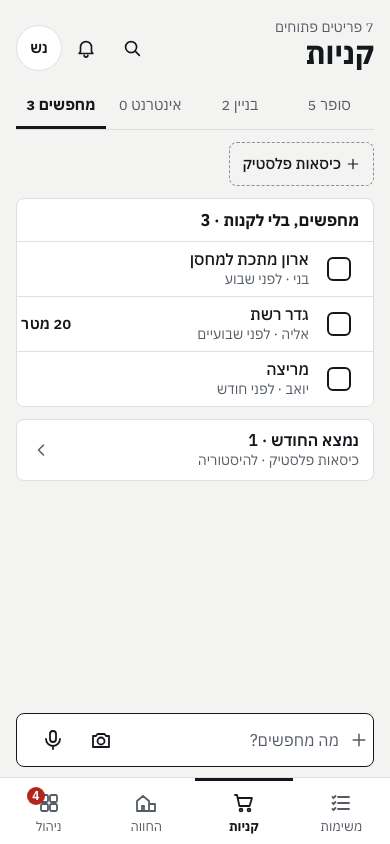 7 פריטים פתוחים
קניות
נש
סופר 5
בניין 2
אינטרנט 0
מחפשים 3
+ כיסאות פלסטיק
מחפשים, בלי לקנות · 3
ארון מתכת למחסן
בני · לפני שבוע
גדר רשת
אליה · לפני שבועיים
20 מטר
מריצה
יואב · לפני חודש
נמצא החודש · 1
כיסאות פלסטיק · להיסטוריה
+ מה מחפשים?
משימות
קניות
החווה
4
ניהול